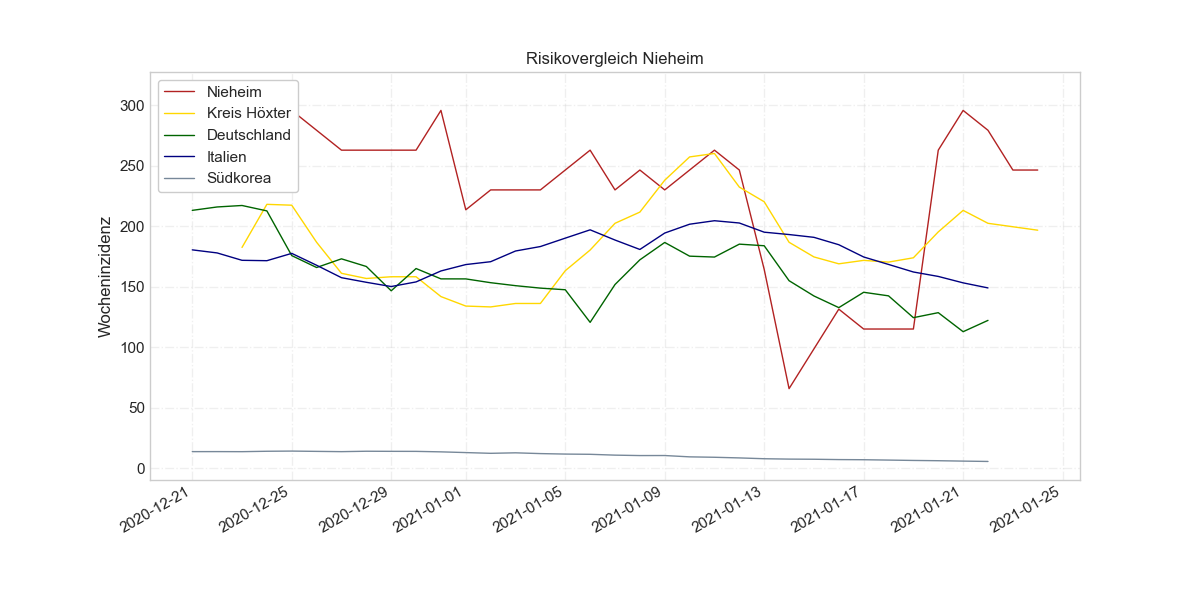 Risikovergleich Nieheim
Nieheim
Kreis Höxter
Deutschland
Italien
Südkorea
Wocheninzidenz
300
250
200
150
100
50
0
2020-12-21
2020-12-25
2020-12-29
2021-01-01
2021-01-05
2021-01-09
2021-01-13
2021-01-17
2021-01-21
2021-01-25